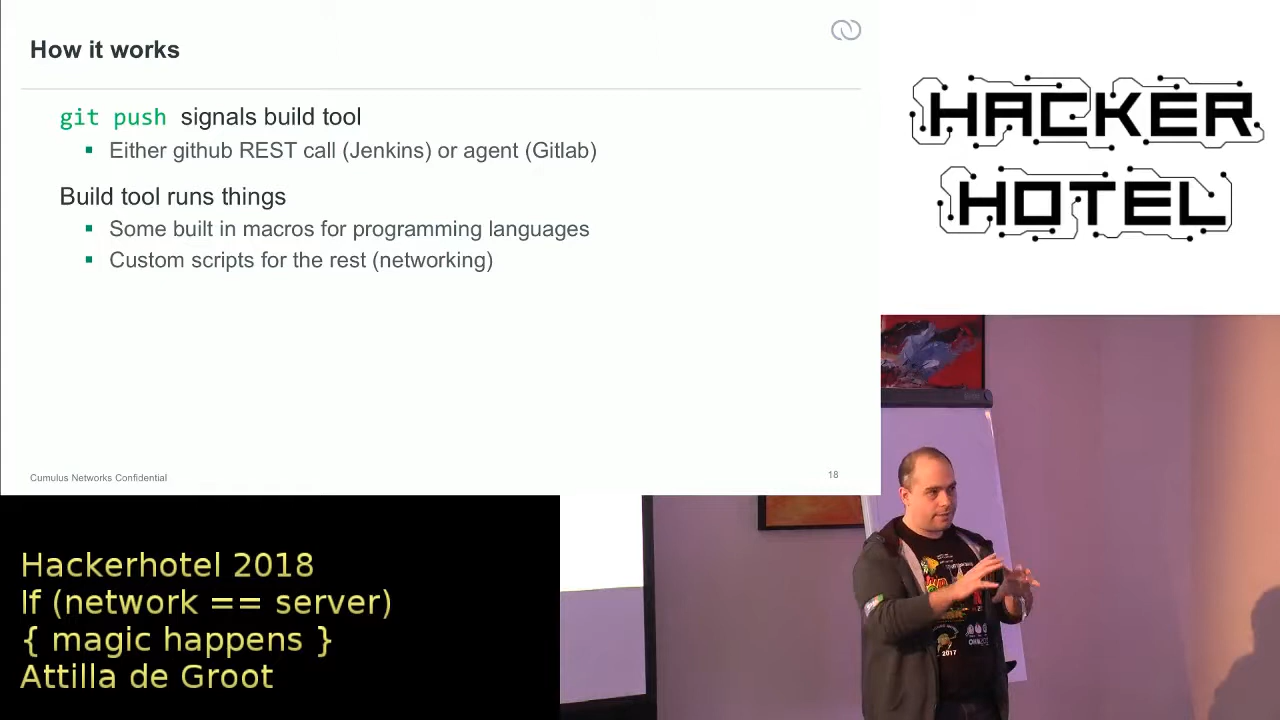 How it works
git push signals build tool
Either github REST call (Jenkins) or agent (Gitlab)
Build tool runs things
Some built in macros for programming languages
Custom scripts for the rest (networking)
Cumulus Networks Confidential
18
HACKER
HOTEL
Hackerhotel 2018
If (network == server)
{ magic happens }
Attilla de Groot
2017